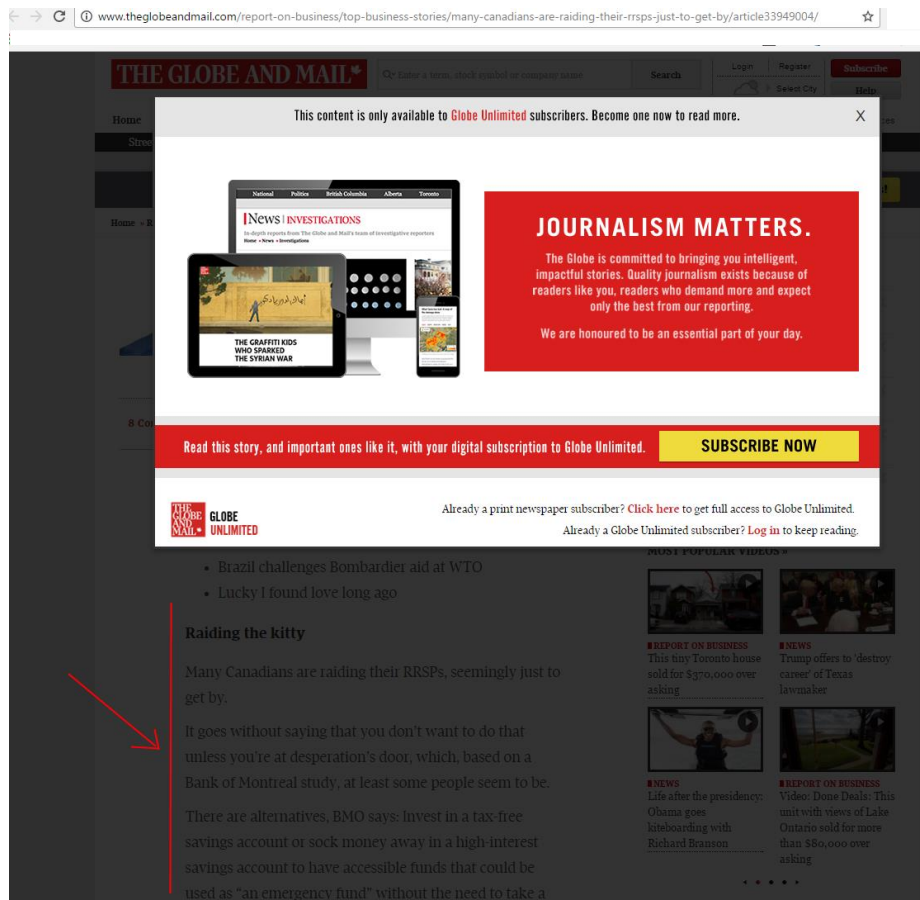 www.theglobeandmail.com/report-on-business/top-business-stories/many-canadians-are-raiding-their-rrsps-just-to-get-by/article33949004/
THE GLOBE AND MAIL
Enter a term, stock symbol or company name
Search
Login
Register
Subscribe
Select City
Help
Home
Stree
This content is only available to Globe Unlimited subscribers. Become one now to read more.
X
Home » R
National Politics British Columbia Alberta Toronto
News INVESTIGATIONS
In-depth reports from The Globe and Mail's team of investigative reporters
Home » News » Investigations
THE GRAFFITI KIDS
WHO SPARKED
THE SYRIAN WAR
JOURNALISM MATTERS.
The Globe is committed to bringing you intelligent,
impactful stories. Quality journalism exists because of
readers like you, readers who demand more and expect
only the best from our reporting.
We are honoured to be an essential part of your day.
8 Co
Read this story, and important ones like it, with your digital subscription to Globe Unlimited.
SUBSCRIBE NOW
THE GLOBE AND MAIL
GLOBE
UNLIMITED
Already a print newspaper subscriber? Click here to get full access to Globe Unlimited.
Already a Globe Unlimited subscriber? Log in to keep reading.
MOST POPULAR VIDEOS »
• Brazil challenges Bombardier aid at WTO
• Lucky I found love long ago
Raiding the kitty
Many Canadians are raiding their RRSPs, seemingly just to
get by.
It goes without saying that you don't want to do that
unless you're at desperation's door, which, based on a
Bank of Montreal study, at least some people seem to be.
There are alternatives, BMO says: Invest in a tax-free
savings account or sock money away in a high-interest
savings account to have accessible funds that could be
used as "an emergency fund" without the need to take a
REPORT ON BUSINESS
This tiny Toronto house
sold for $370,000 over
asking
NEWS
Trump offers to 'destroy
career' of Texas
lawmaker
NEWS
Life after the presidency:
Obama goes
kiteboarding with
Richard Branson
REPORT ON BUSINESS
Video: Done Deals: This
unit with views of Lake
Ontario sold for more
than $80,000 over
asking